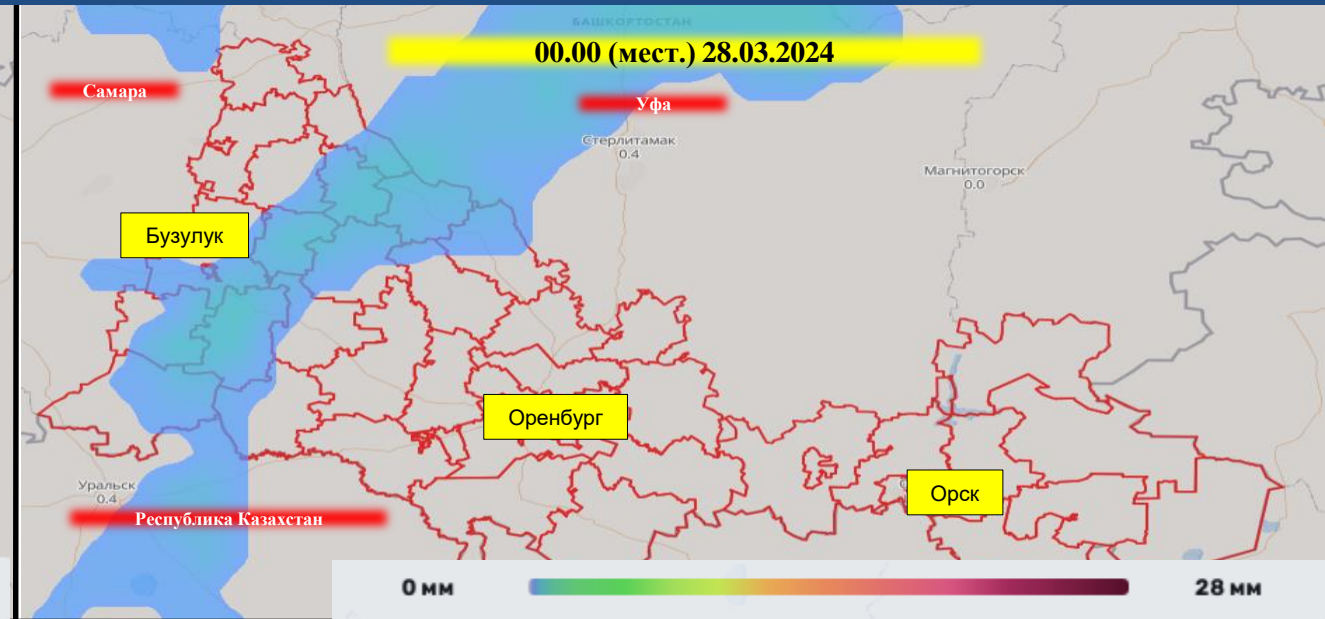 БАШКОРТОСТАН
00.00 (мест.) 28.03.2024
Самара
Уфа
Стерлитамак
0.4
Магнитогорск
0.0
Бузулук
Оренбург
Орск
Уральск
0.4
Республика Казахстан
0 мм
28 мм